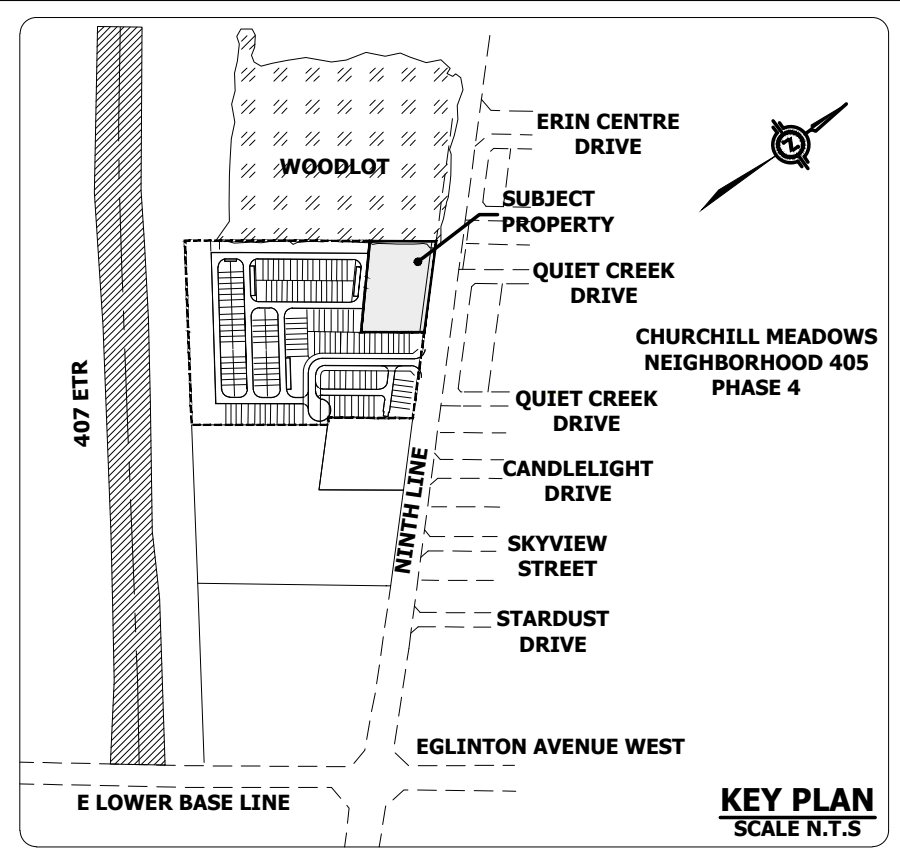 ERIN CENTRE
DRIVE
WOODLOT
SUBJECT
PROPERTY
QUIET CREEK
DRIVE
CHURCHILL MEADOWS
NEIGHBORHOOD 405
PHASE 4
407 ETR
QUIET CREEK
DRIVE
CANDLELIGHT
DRIVE
NINTH LINE
SKYVIEW
STREET
STARDUST
DRIVE
EGLINTON AVENUE WEST
E LOWER BASE LINE
KEY PLAN
SCALE N.T.S